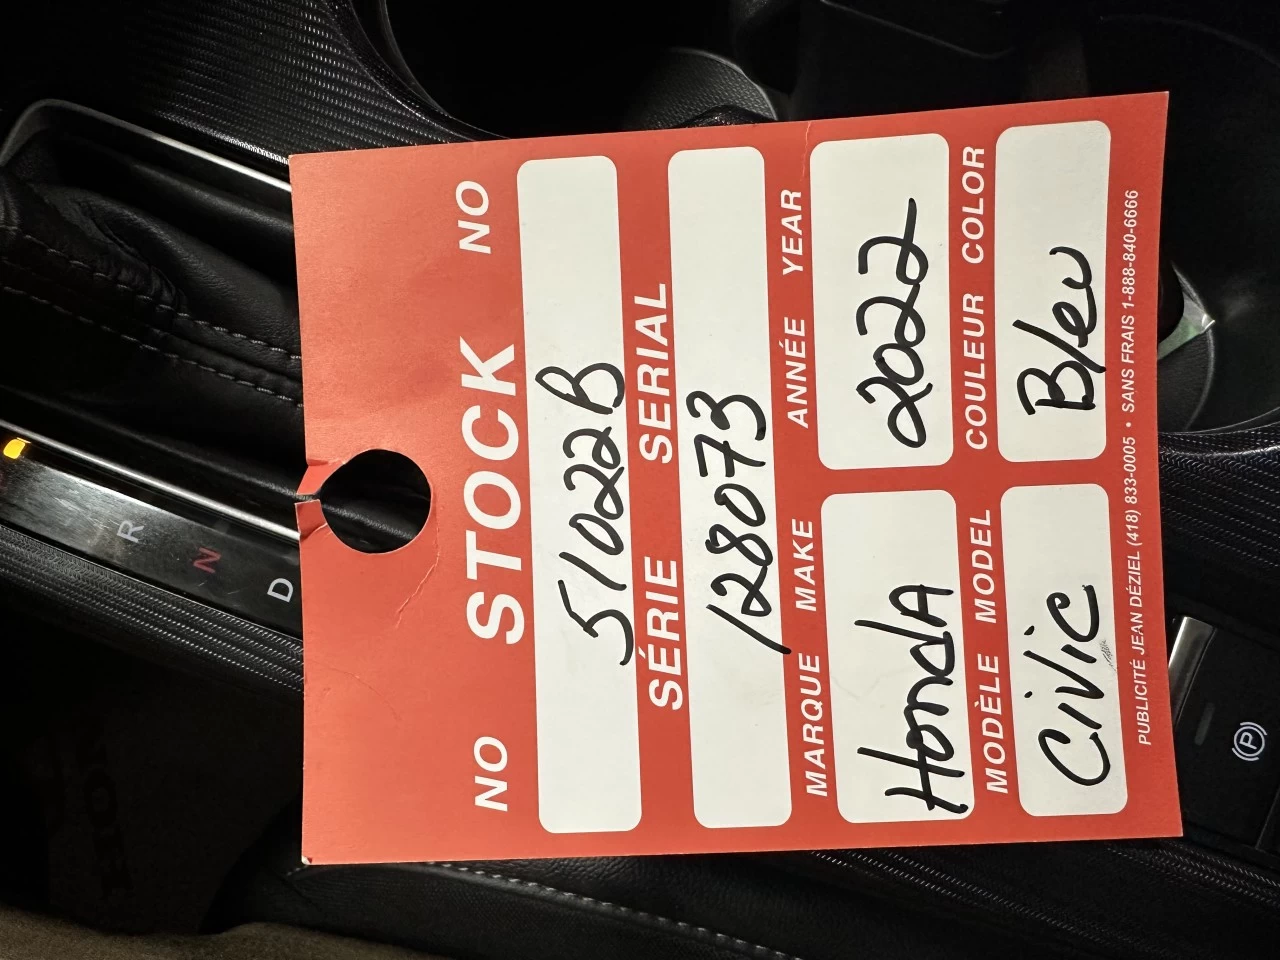 NO STOCK NO
51022B
SÉRIE SERIAL
128073
MARQUE MAKE ANNÉE YEAR
HondA 2022
MODÈLE MODEL COULEUR COLOR
Civic Bleu
PUBLICITÉ JEAN DÉZIEL (418) 833-0005 • SANS FRAIS 1-888-840-6666
R
N
D
(P)